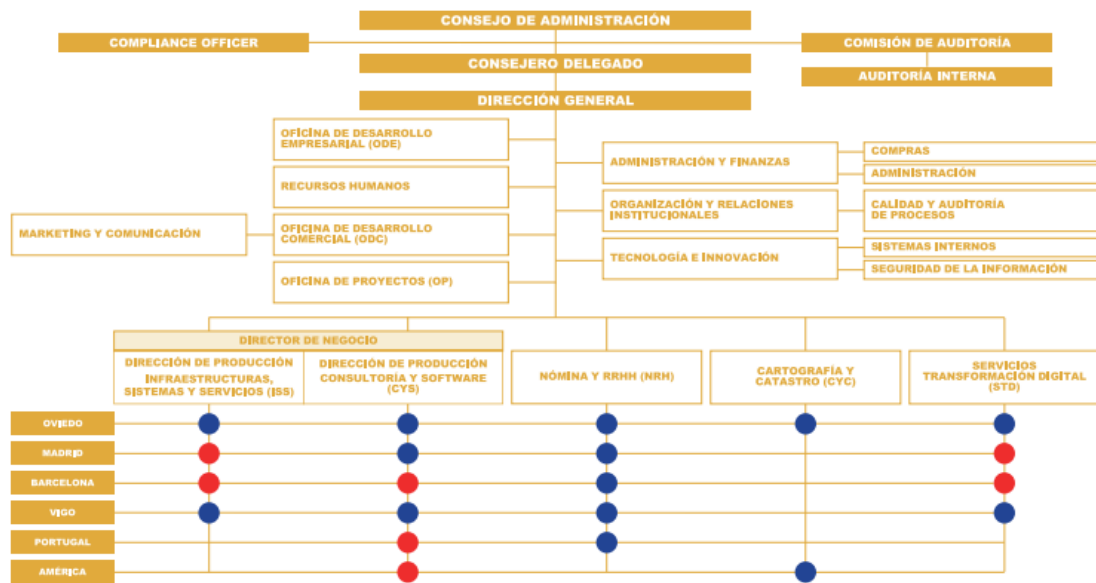 CONSEJO DE ADMINISTRACIÓN
COMPLIANCE OFFICER
COMISIÓN DE AUDITORÍA
CONSEJERO DELEGADO
AUDITORÍA INTERNA
DIRECCIÓN GENERAL
OFICINA DE DESARROLLO
EMPRESARIAL (ODE)
ADMINISTRACIÓN Y FINANZAS
COMPRAS
ADMINISTRACIÓN
RECURSOS HUMANOS
ORGANIZACIÓN Y RELACIONES
INSTITUCIONALES
CALIDAD Y AUDITORÍA
DE PROCESOS
MARKETING Y COMUNICACIÓN
OFICINA DE DESARROLLO
COMERCIAL (ODC)
TECNOLOGÍA E INNOVACIÓN
SISTEMAS INTERNOS
SEGURIDAD DE LA INFORMACIÓN
OFICINA DE PROYECTOS (OP)
DIRECTOR DE NEGOCIO
DIRECCIÓN DE PRODUCCIÓN
INFRAESTRUCTURAS,
SISTEMAS Y SERVICIOS (ISS)
DIRECCIÓN DE PRODUCCIÓN
CONSULTORÍA Y SOFTWARE
(CYS)
NÓMINA Y RRHH (NRH)
CARTOGRAFÍA Y
CATASTRO (CYC)
SERVICIOS
TRANSFORMACIÓN DIGITAL
(STD)
OVIEDO
MADRID
BARCELONA
VIGO
PORTUGAL
AMÉRICA